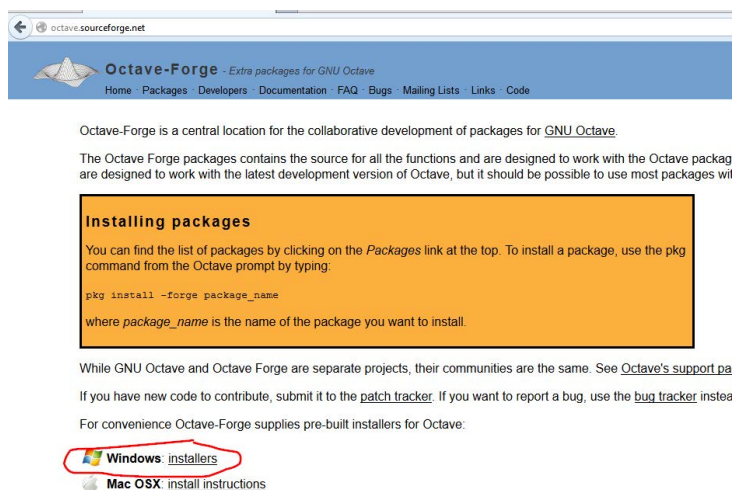 octave.sourceforge.net
Octave-Forge - Extra packages for GNU Octave
Home · Packages · Developers · Documentation · FAQ · Bugs · Mailing Lists · Links · Code
Octave-Forge is a central location for the collaborative development of packages for GNU Octave.
The Octave Forge packages contains the source for all the functions and are designed to work with the Octave packag
are designed to work with the latest development version of Octave, but it should be possible to use most packages wi
Installing packages
You can find the list of packages by clicking on the Packages link at the top. To install a package, use the pkg
command from the Octave prompt by typing:
pkg install -forge package_name
where package_name is the name of the package you want to install.
While GNU Octave and Octave Forge are separate projects, their communities are the same. See Octave's support pa
If you have new code to contribute, submit it to the patch tracker. If you want to report a bug, use the bug tracker instea
For convenience Octave-Forge supplies pre-built installers for Octave:
Windows: installers
Mac OSX: install instructions